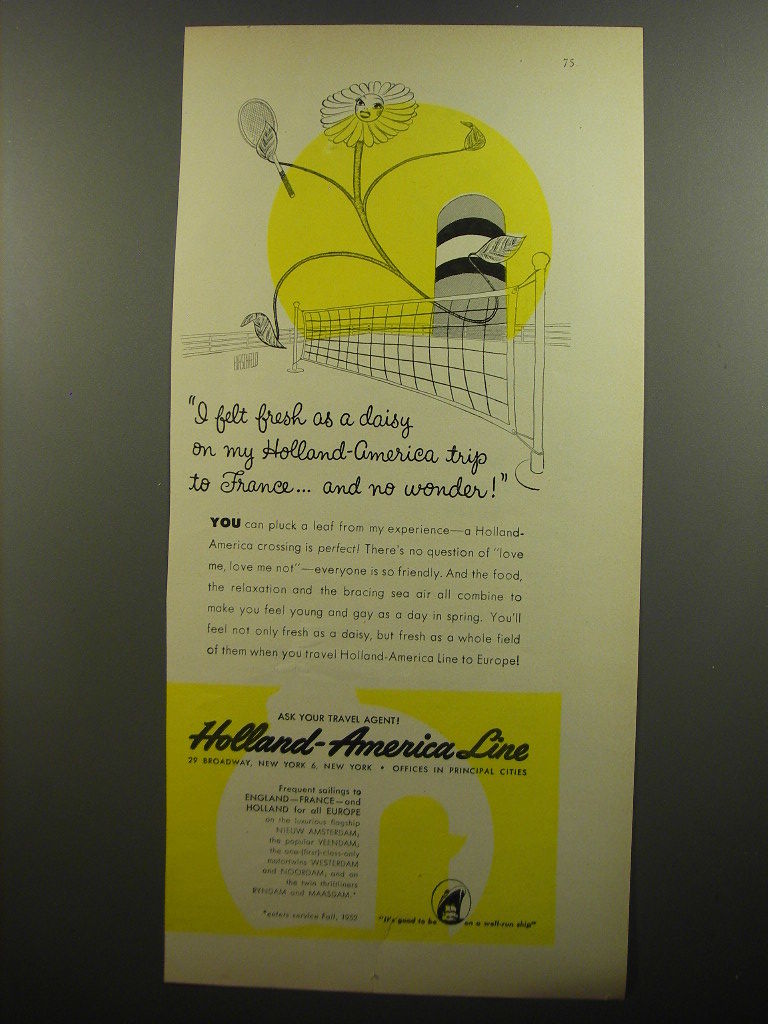 75
HIRSCHFELD
"I felt fresh as a daisy
on my Holland-America trip
to France... and no wonder!"
YOU can pluck a leaf from my experience—a Holland-
America crossing is perfect! There's no question of "love
me, love me not"—everyone is so friendly. And the food,
the relaxation and the bracing sea air all combine to
make you feel young and gay as a day in spring. You'll
feel not only fresh as a daisy, but fresh as a whole field
of them when you travel Holland-America Line to Europe!
ASK YOUR TRAVEL AGENT!
Holland-America Line
29 BROADWAY, NEW YORK 6, NEW YORK • OFFICES IN PRINCIPAL CITIES
Frequent sailings to
ENGLAND—FRANCE—and
HOLLAND for all EUROPE
on the luxurious flagship
NIEUW AMSTERDAM,
the popular VEENDAM,
the one-(first)-class-only
motortwins WESTERDAM
and NOORDAM, and on
the twin thriftliners
RYNDAM and MAASDAM.*
*enters service Fall, 1952
"It's good to be on a well-run ship"